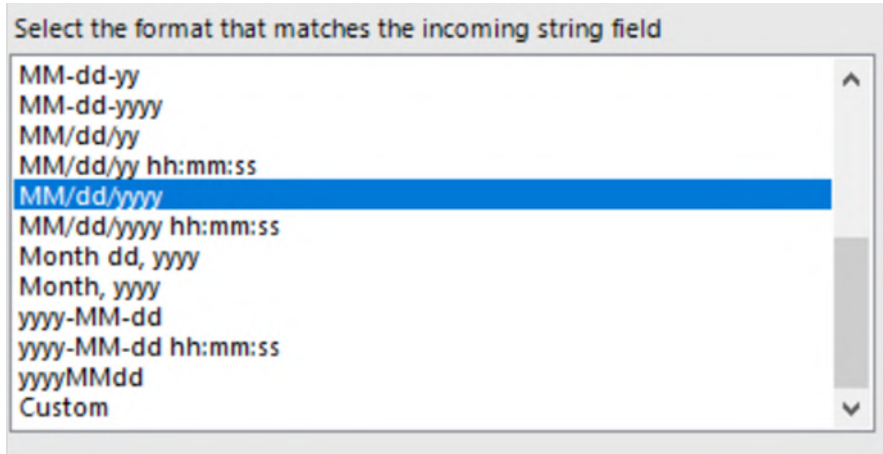 Select the format that matches the incoming string field
MM-dd-yy
MM-dd-yyyy
MM/dd/yy
MM/dd/yy hh:mm:ss
MM/dd/yyyy
MM/dd/yyyy hh:mm:ss
Month dd, yyyy
Month, yyyy
yyyy-MM-dd
yyyy-MM-dd hh:mm:ss
yyyyMMdd
Custom